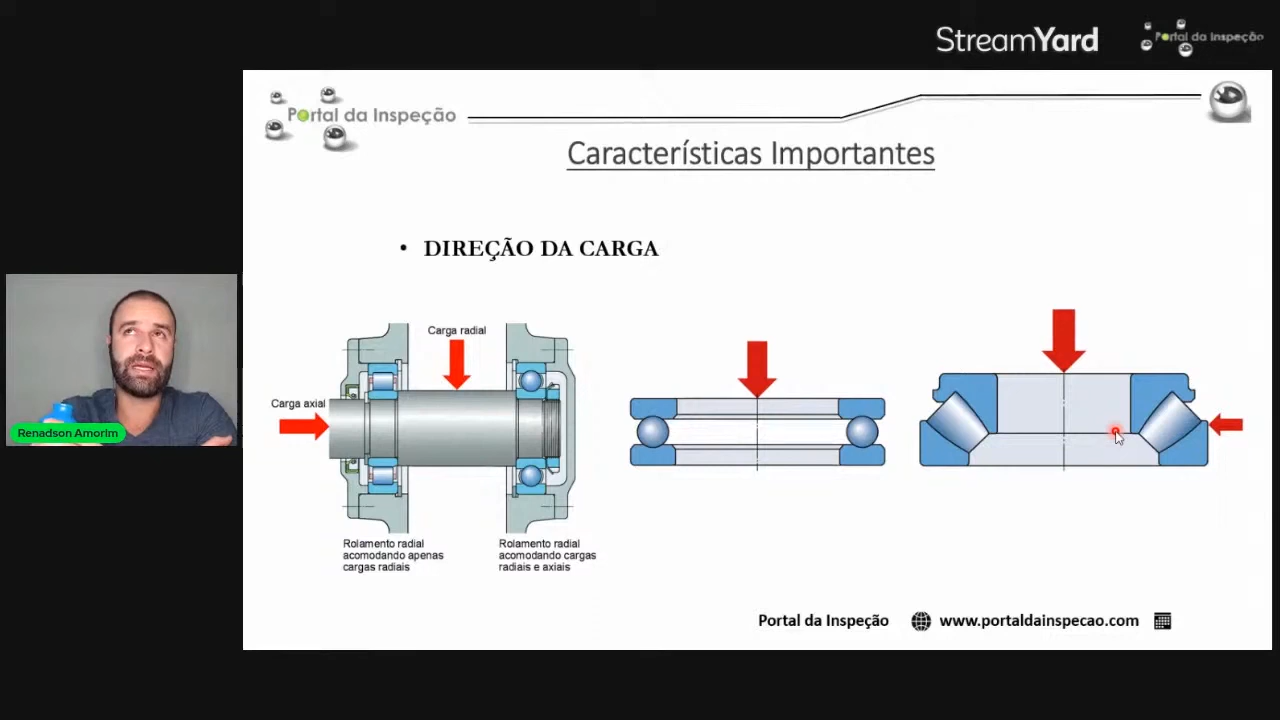 StreamYard
Portal da Inspeção
Portal da Inspeção
Características Importantes
• DIREÇÃO DA CARGA
Carga radial
Carga axial
Rolamento radial
acomodando apenas
cargas radiais
Rolamento radial
acomodando cargas
radiais e axiais
Renadson Amorim
Portal da Inspeção
www.portaldainspecao.com